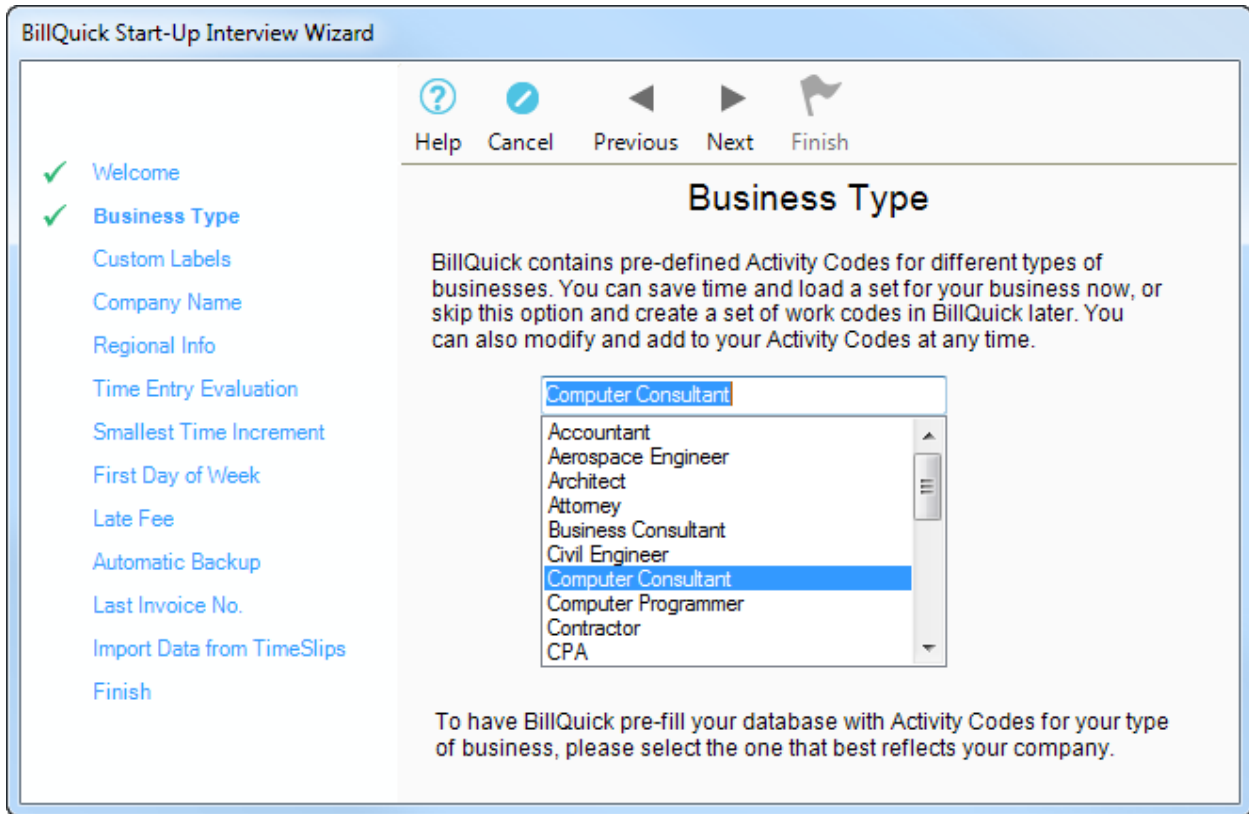 BillQuick Start-Up Interview Wizard
Help Cancel Previous Next Finish
Welcome
Business Type
Custom Labels
Company Name
Regional Info
Time Entry Evaluation
Smallest Time Increment
First Day of Week
Late Fee
Automatic Backup
Last Invoice No.
Import Data from TimeSlips
Finish
Business Type
BillQuick contains pre-defined Activity Codes for different types of
businesses. You can save time and load a set for your business now, or
skip this option and create a set of work codes in BillQuick later. You
can also modify and add to your Activity Codes at any time.
Computer Consultant
Accountant
Aerospace Engineer
Architect
Attorney
Business Consultant
Civil Engineer
Computer Consultant
Computer Programmer
Contractor
CPA
To have BillQuick pre-fill your database with Activity Codes for your type
of business, please select the one that best reflects your company.